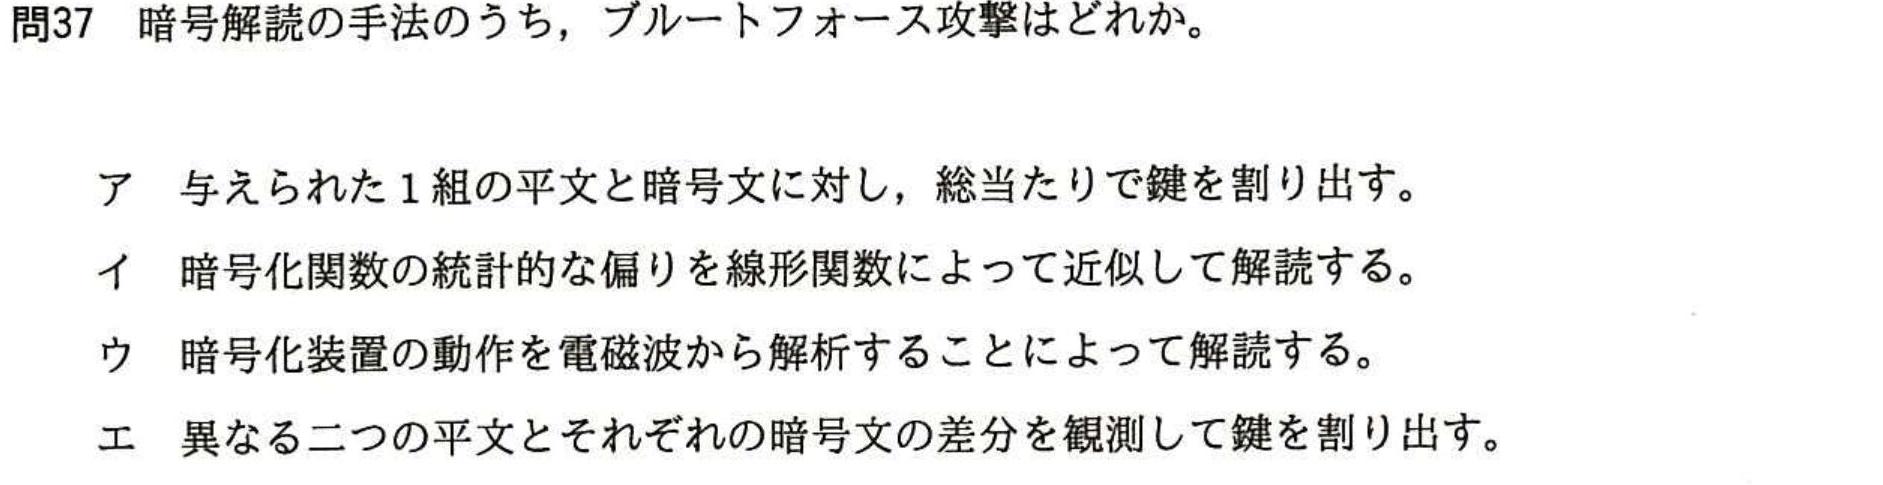 問37　暗号解読の手法のうち，ブルートフォース攻撃はどれか。
ア　与えられた1組の平文と暗号文に対し，総当たりで鍵を割り出す。
イ　暗号化関数の統計的な偏りを線形関数によって近似して解読する。
ウ　暗号化装置の動作を電磁波から解析することによって解読する。
エ　異なる二つの平文とそれぞれの暗号文の差分を観測して鍵を割り出す。